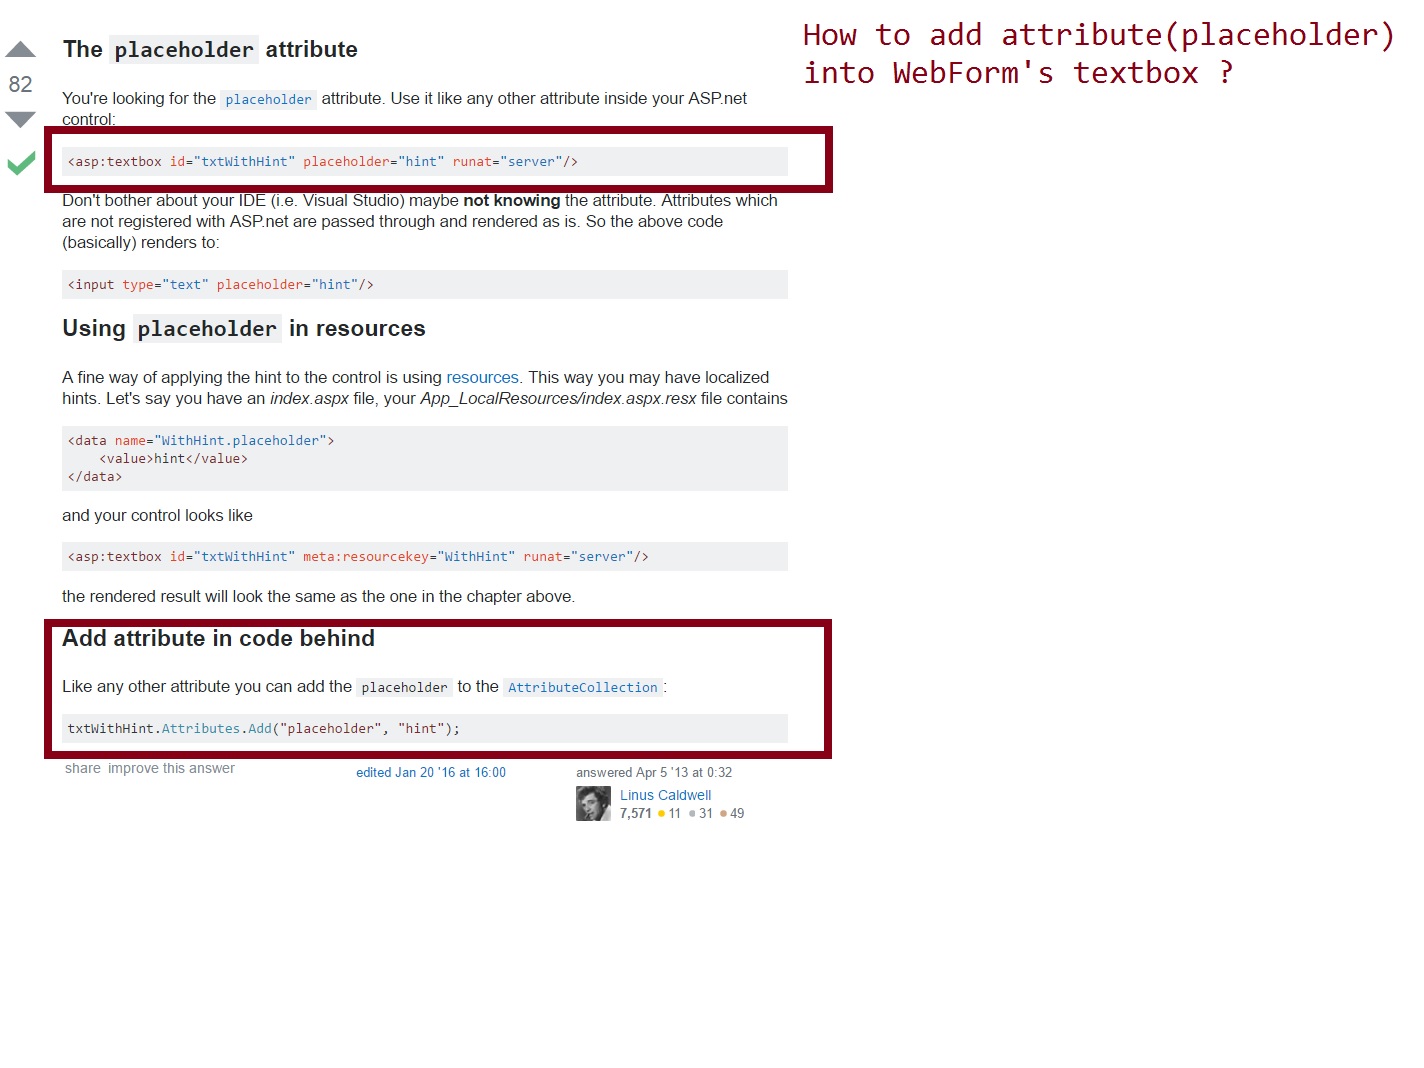 How to add attribute(placeholder)
into WebForm's textbox ?
The placeholder attribute
82
You're looking for the placeholder attribute. Use it like any other attribute inside your ASP.net
control:
<asp:textbox id="txtWithHint" placeholder="hint" runat="server"/>
Don't bother about your IDE (i.e. Visual Studio) maybe not knowing the attribute. Attributes which
are not registered with ASP.net are passed through and rendered as is. So the above code
(basically) renders to:
<input type="text" placeholder="hint"/>
Using placeholder in resources
A fine way of applying the hint to the control is using resources. This way you may have localized
hints. Let's say you have an index.aspx file, your App_LocalResources/index.aspx.resx file contains
<data name="WithHint.placeholder">
    <value>hint</value>
</data>
and your control looks like
<asp:textbox id="txtWithHint" meta:resourcekey="WithHint" runat="server"/>
the rendered result will look the same as the one in the chapter above.
Add attribute in code behind
Like any other attribute you can add the placeholder to the AttributeCollection:
txtWithHint.Attributes.Add("placeholder", "hint");
share improve this answer
edited Jan 20 '16 at 16:00
answered Apr 5 '13 at 0:32
Linus Caldwell
7,571 11 31 49